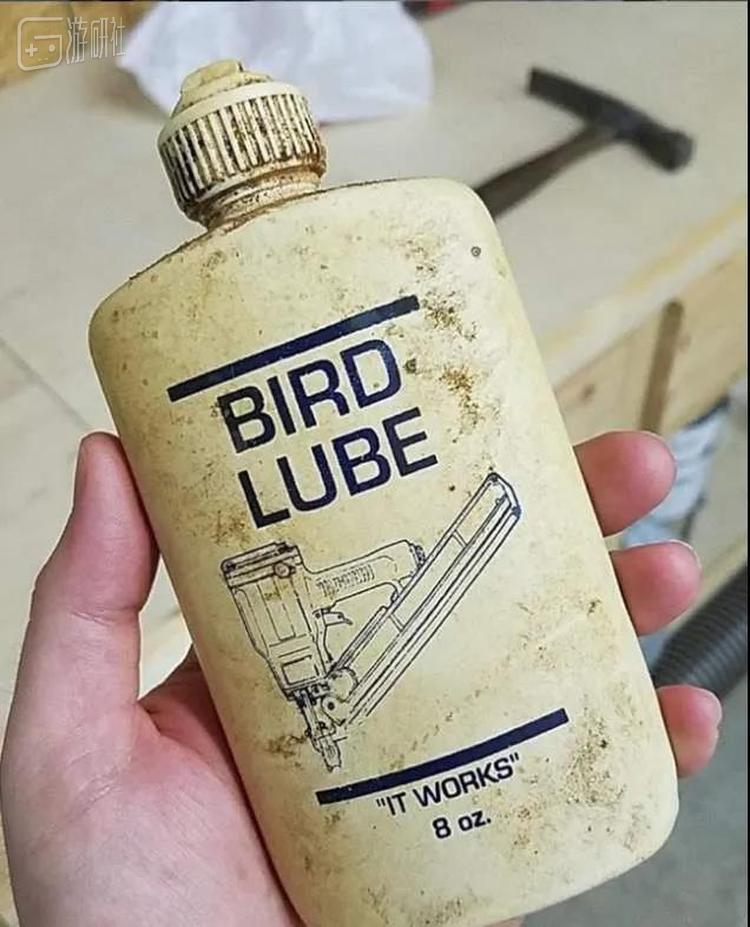 游研社
BIRD
LUBE
"IT WORKS"
8 oz.